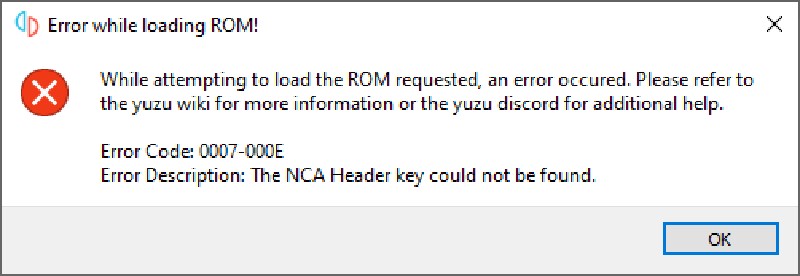 Error while loading ROM!
While attempting to load the ROM requested, an error occured. Please refer to
the yuzu wiki for more information or the yuzu discord for additional help.
Error Code: 0007-000E
Error Description: The NCA Header key could not be found.
OK